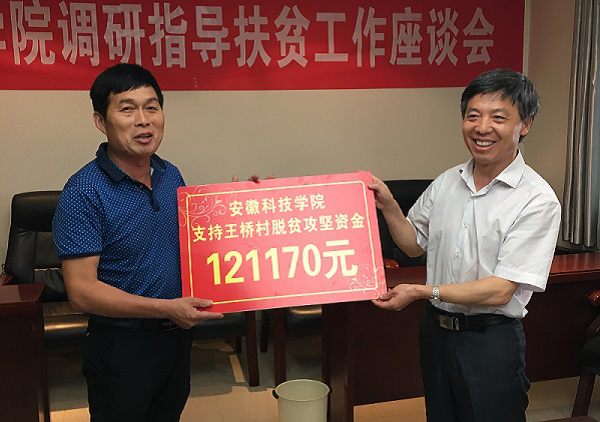 学院调研指导扶贫工作座谈会
安徽科技学院
支持王桥村脱贫攻坚资金
121170元